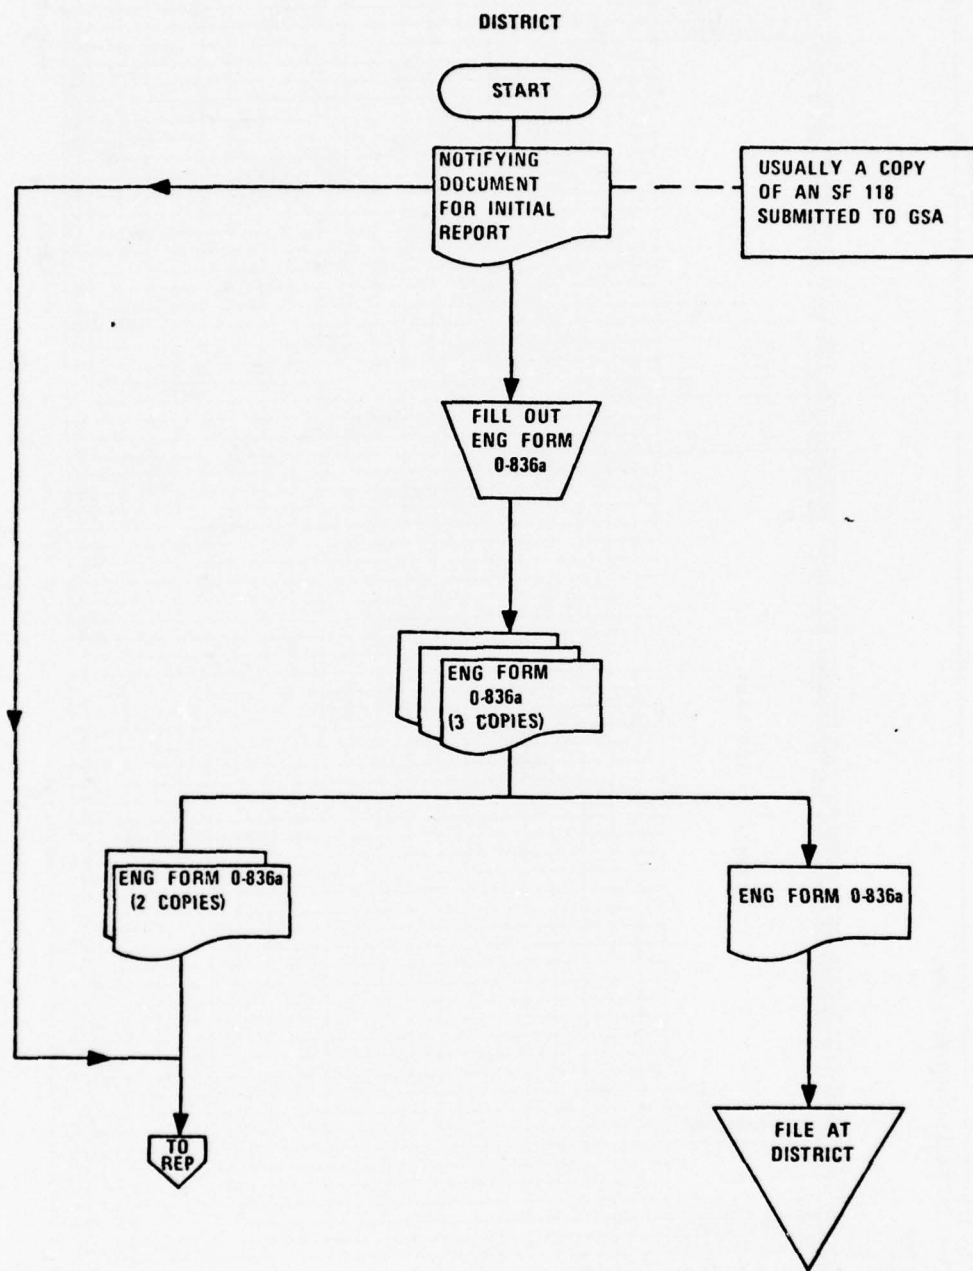 DISTRICT
START
NOTIFYING
DOCUMENT
FOR INITIAL
REPORT
USUALLY A COPY
OF AN SF 118
SUBMITTED TO GSA
FILL OUT
ENG FORM
0-836a
ENG FORM
0-836a
(3 COPIES)
ENG FORM 0-836a
(2 COPIES)
ENG FORM 0-836a
TO
REP
FILE AT
DISTRICT